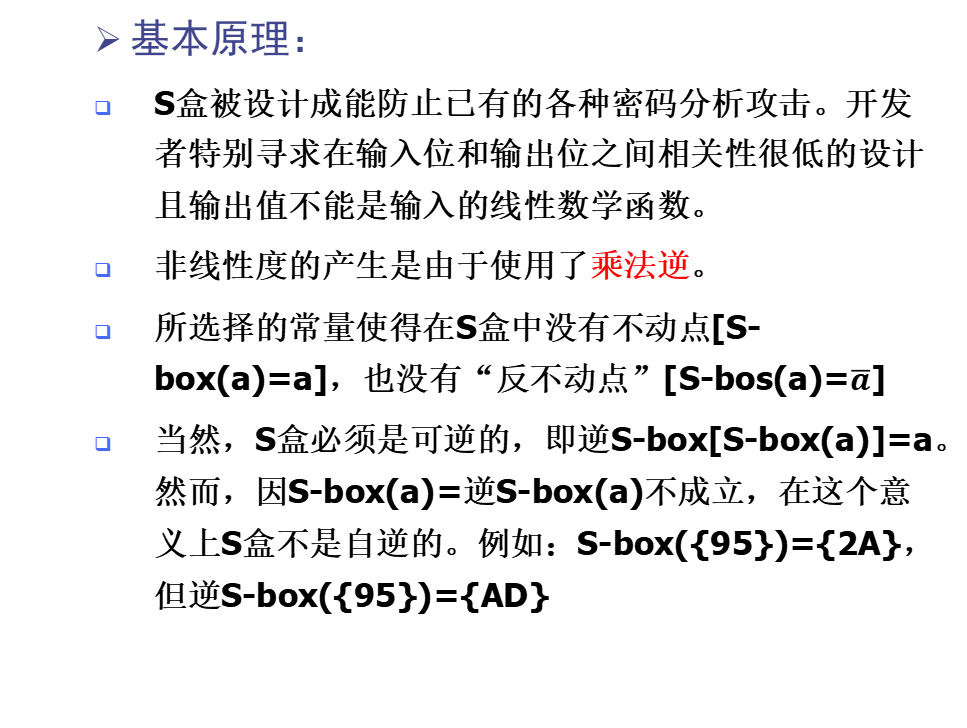 基本原理：
S盒被设计成能防止已有的各种密码分析攻击。开发
者特别寻求在输入位和输出位之间相关性很低的设计
且输出值不能是输入的线性数学函数。
非线性度的产生是由于使用了乘法逆。
所选择的常量使得在S盒中没有不动点[S-
box(a)=a]，也没有“反不动点”[S-bos(a)=a̅]
当然，S盒必须是可逆的，即逆S-box[S-box(a)]=a。
然而，因S-box(a)=逆S-box(a)不成立，在这个意
义上S盒不是自逆的。例如：S-box({95})={2A}，
但逆S-box({95})={AD}